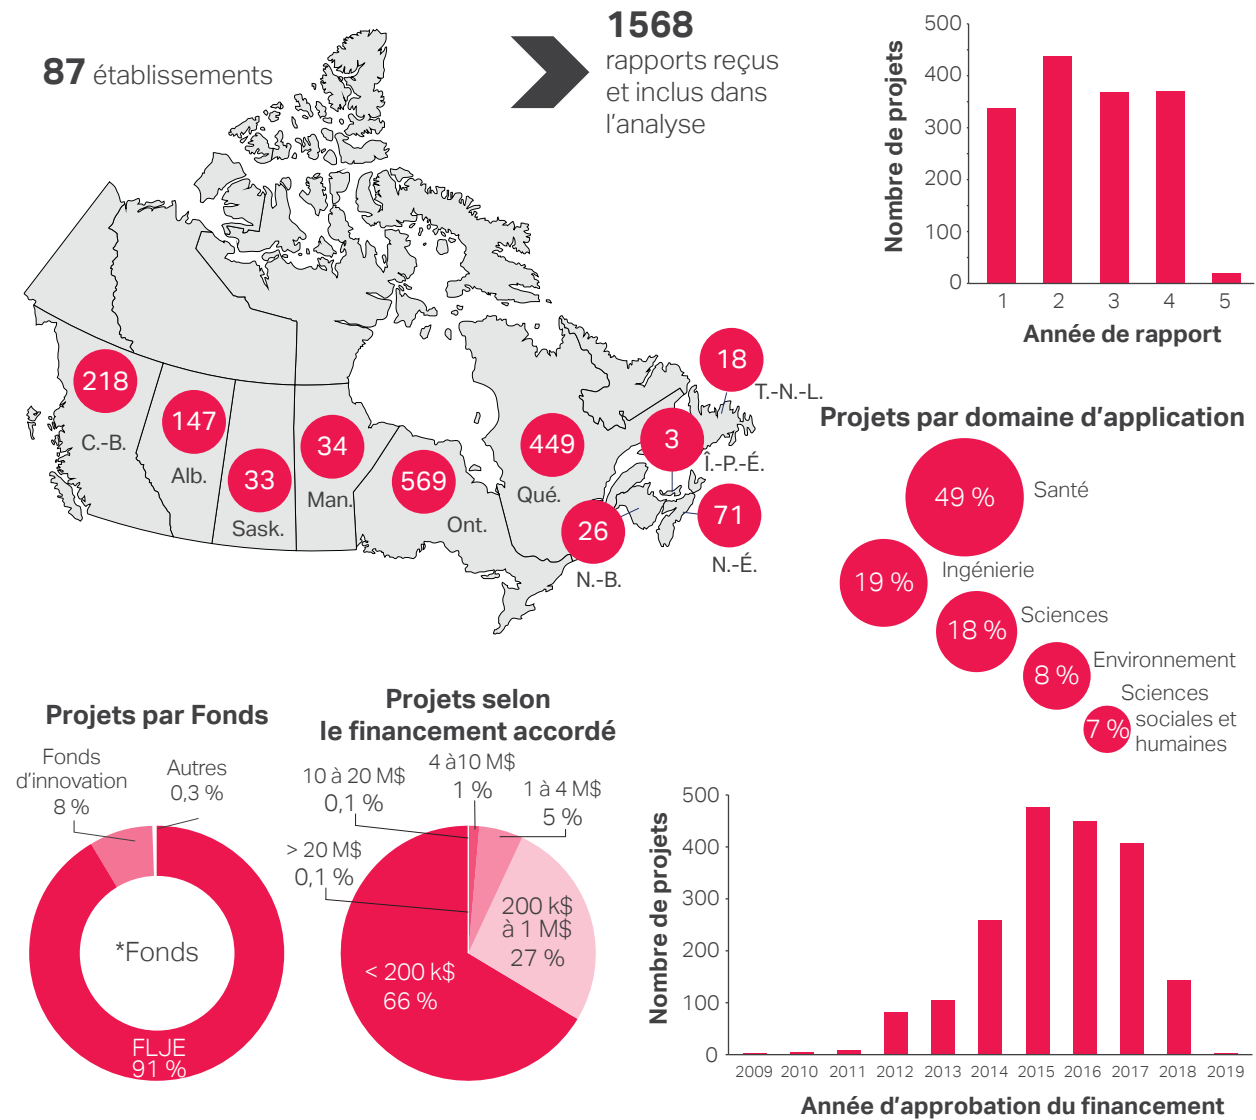 87 établissements
1568
rapports reçus
et inclus dans
l'analyse
Nombre de projets
500
400
300
200
100
0
1 2 3 4 5
Année de rapport
218
C.-B.
147
Alb.
33
Sask.
34
Man.
569
Ont.
449
Qué.
26
N.-B.
3
Î.-P.-É.
71
N.-É.
18
T.-N.-L.
Projets par domaine d'application
49 %
Santé
19 %
Ingénierie
18 %
Sciences
8 %
Environnement
7 %
Sciences
sociales et
humaines
Projets par Fonds
Fonds
d'innovation
8 %
Autres
0,3 %
*Fonds
FLJE
91 %
Projets selon
le financement accordé
10 à 20 M$
0,1 %
4 à10 M$
1 %
1 à 4 M$
5 %
> 20 M$
0,1 %
200 k$
à 1 M$
27 %
< 200 k$
66 %
Nombre de projets
500
400
300
200
100
0
2009 2010 2011 2012 2013 2014 2015 2016 2017 2018 2019
Année d'approbation du financement